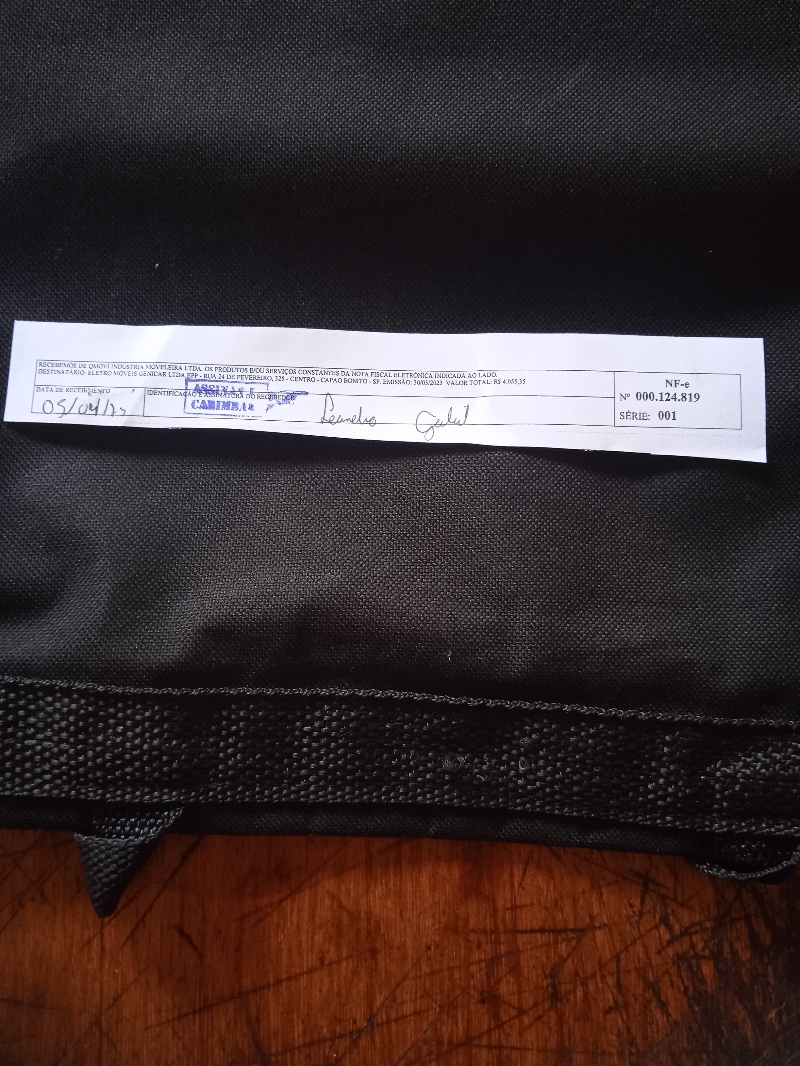 RECEBEMOS DE QMOVI INDUSTRIA MOVELEIRA LTDA. OS PRODUTOS E/OU SERVIÇOS CONSTANTES DA NOTA FISCAL ELETRÔNICA INDICADA AO LADO.
DESTINATÁRIO: ELETRO MOVEIS GENICAR LTDA EPP - RUA 24 DE FEVEREIRO, 325 - CENTRO - CAPAO BONITO - SP. EMISSÃO: 30/03/2023 VALOR TOTAL: R$ 4.055,35
DATA DE RECEBIMENTO
05/04/23
IDENTIFICAÇÃO E ASSINATURA DO RECEBEDOR
ASSINAR E
CARIMBAR
Leandro
NF-e
Nº 000.124.819
SÉRIE: 001